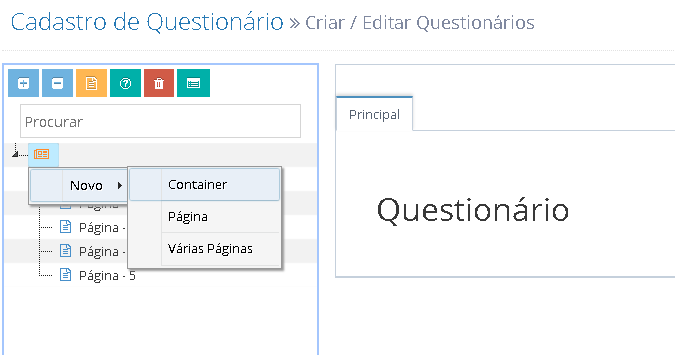 Cadastro de Questionário » Criar / Editar Questionários
Procurar
Principal
Novo
Container
Página
Várias Páginas
Questionário
Página -
Página -
Página -
Página - 5